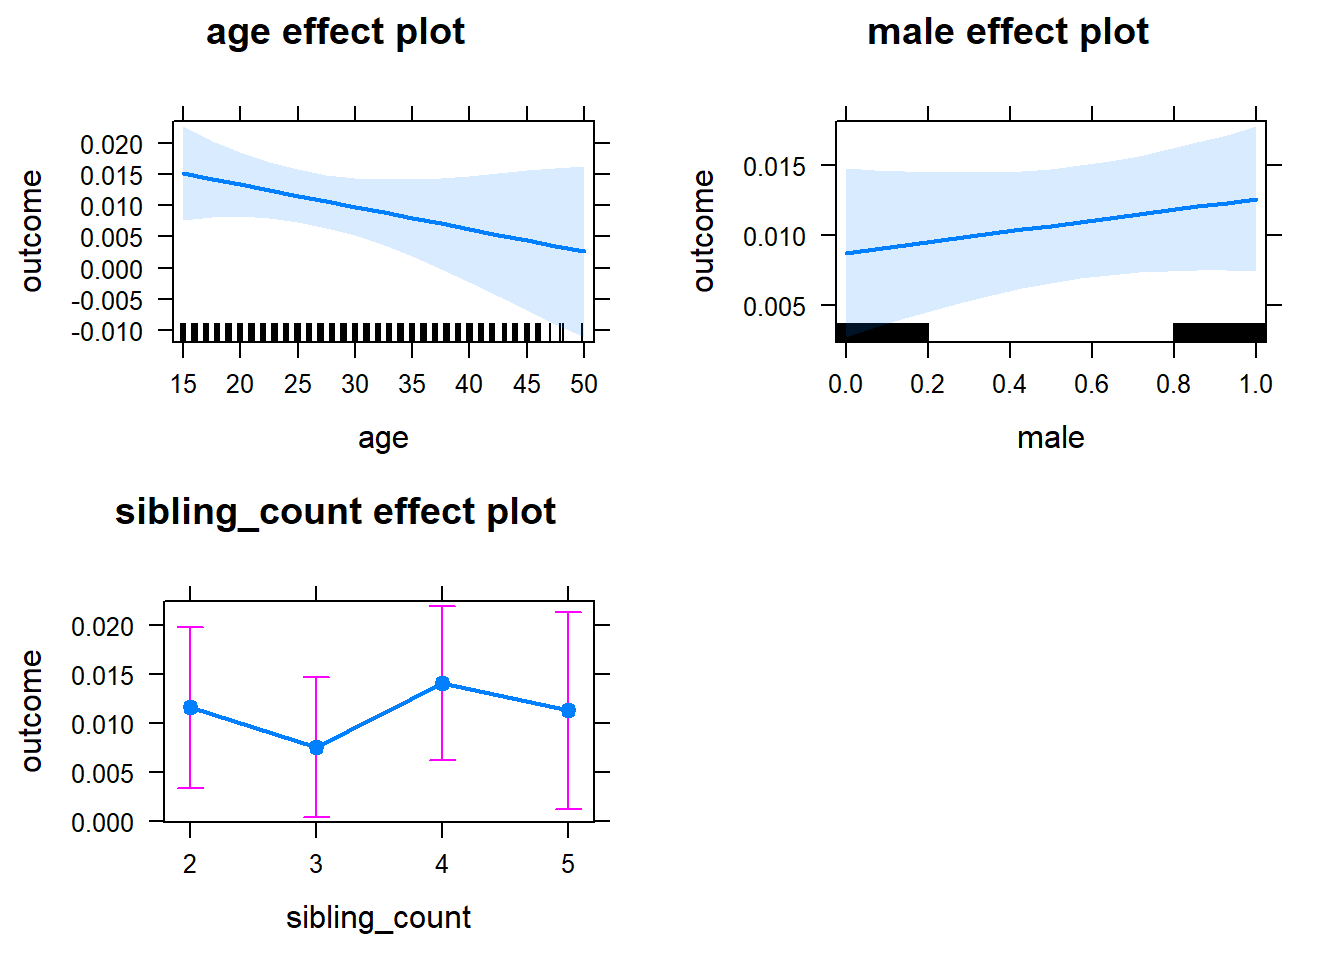 age effect plot
outcome
0.020
0.015
0.010
0.005
0.000
-0.005
-0.010
15 20 25 30 35 40 45 50
age
male effect plot
outcome
0.015
0.010
0.005
0.0 0.2 0.4 0.6 0.8 1.0
male
sibling_count effect plot
outcome
0.020
0.015
0.010
0.005
0.000
2 3 4 5
sibling_count